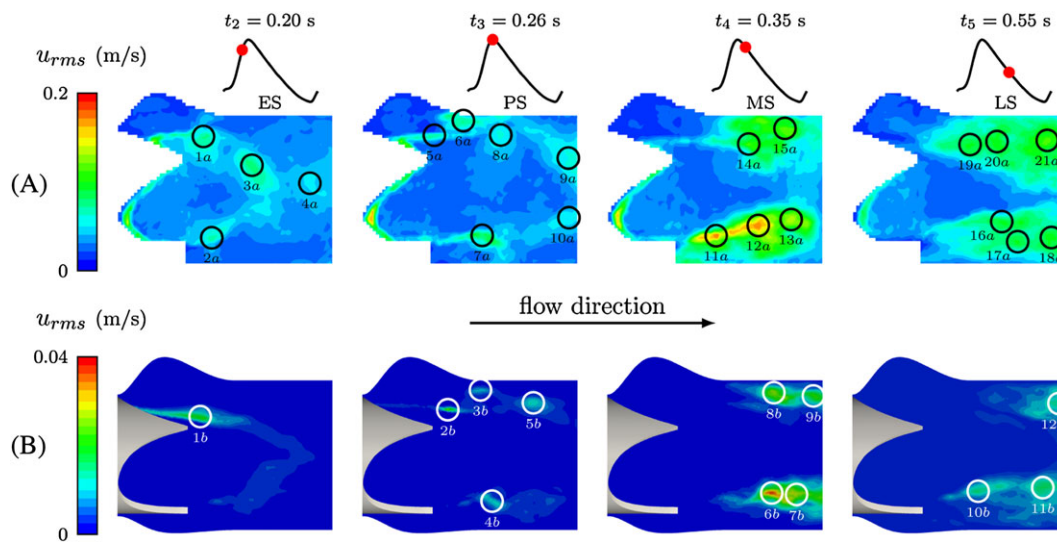 t2 = 0.20 s t3 = 0.26 s t4 = 0.35 s t5 = 0.55 s
urms (m/s)
ES PS MS LS
0.2
1a 3a 4a 2a
5a 6a 8a 9a 10a 7a
14a 15a 11a 12a 13a
19a 20a 21a 16a 17a 18a
(A)
0
flow direction
urms (m/s)
0.04
1b
2b 3b 5b 4b
8b 9b 6b 7b
12 10b 11b
(B)
0